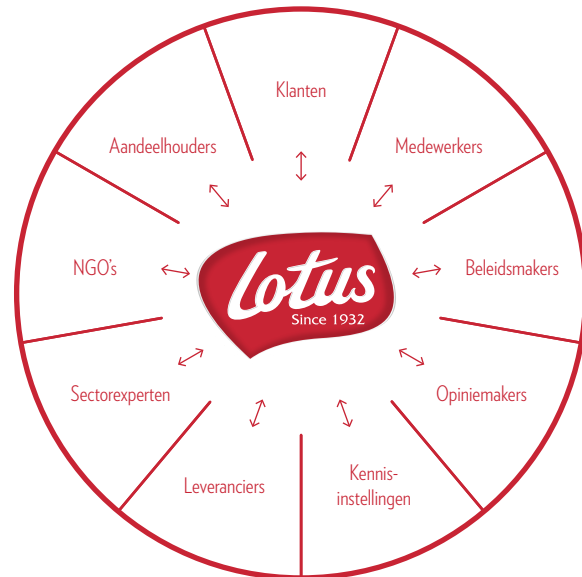 Klanten
Aandeelhouders
Medewerkers
NGO's
Lotus
Since 1932
Beleidsmakers
Sectorexperten
Opiniemakers
Leveranciers
Kennis-
instellingen